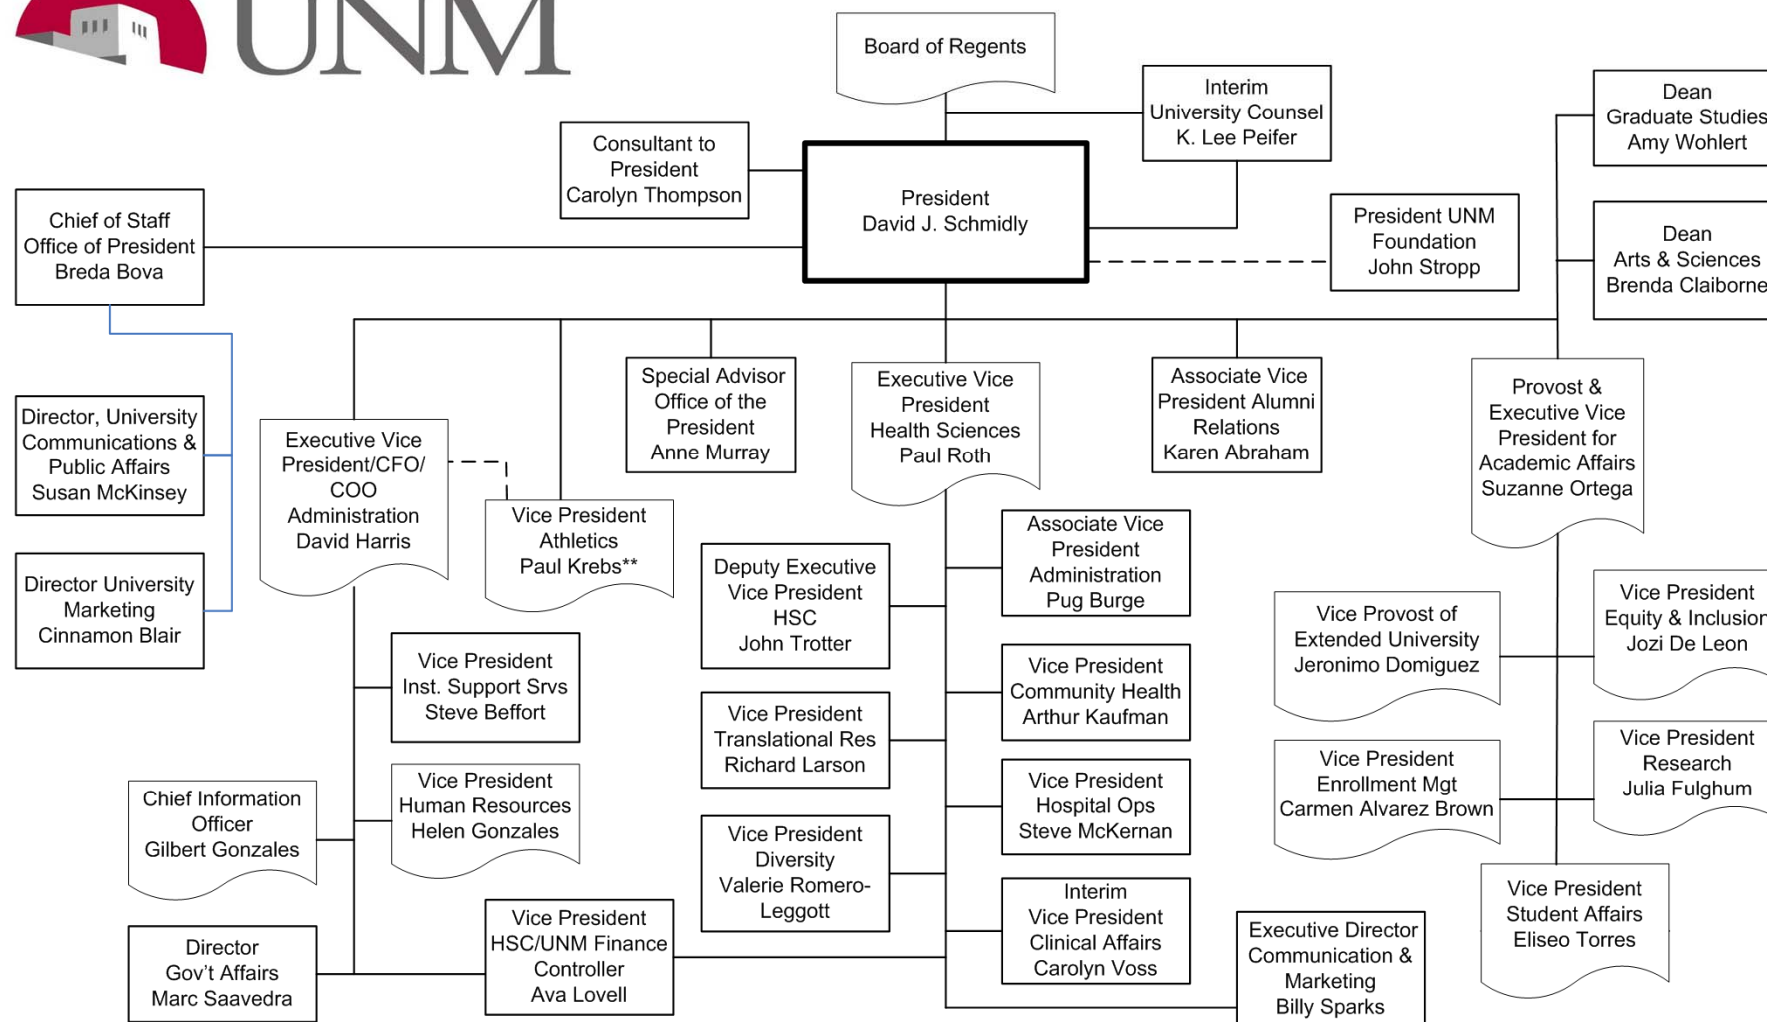 UNM
Board of Regents
Interim
University Counsel
K. Lee Peifer
Dean
Graduate Studies
Amy Wohlert
Consultant to
President
Carolyn Thompson
President
David J. Schmidly
Chief of Staff
Office of President
Breda Bova
President UNM
Foundation
John Stropp
Dean
Arts & Sciences
Brenda Claiborne
Director, University
Communications &
Public Affairs
Susan McKinsey
Executive Vice
President/CFO/
COO
Administration
David Harris
Vice President
Athletics
Paul Krebs**
Special Advisor
Office of the
President
Anne Murray
Executive Vice
President
Health Sciences
Paul Roth
Associate Vice
President Alumni
Relations
Karen Abraham
Provost &
Executive Vice
President for
Academic Affairs
Suzanne Ortega
Director University
Marketing
Cinnamon Blair
Deputy Executive
Vice President
HSC
John Trotter
Associate Vice
President
Administration
Pug Burge
Vice Provost of
Extended University
Jeronimo Domiguez
Vice President
Equity & Inclusion
Jozi De Leon
Vice President
Inst. Support Srvs
Steve Beffort
Vice President
Translational Res
Richard Larson
Vice President
Community Health
Arthur Kaufman
Vice President
Enrollment Mgt
Carmen Alvarez Brown
Vice President
Research
Julia Fulghum
Chief Information
Officer
Gilbert Gonzales
Vice President
Human Resources
Helen Gonzales
Vice President
Diversity
Valerie Romero-
Leggott
Vice President
Hospital Ops
Steve McKernan
Director
Gov't Affairs
Marc Saavedra
Vice President
HSC/UNM Finance
Controller
Ava Lovell
Interim
Vice President
Clinical Affairs
Carolyn Voss
Executive Director
Communication &
Marketing
Billy Sparks
Vice President
Student Affairs
Eliseo Torres